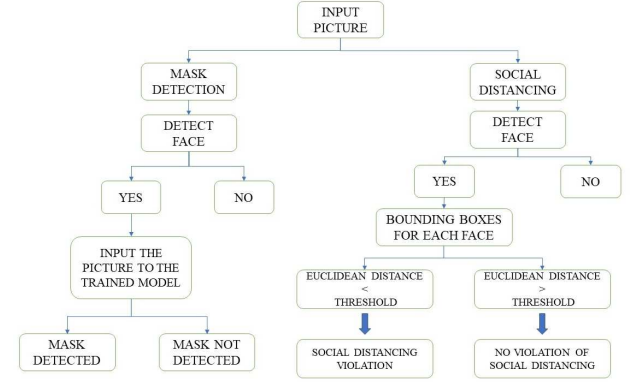 INPUT
PICTURE
MASK
DETECTION
SOCIAL
DISTANCING
DETECT
FACE
DETECT
FACE
YES
NO
YES
NO
BOUNDING BOXES
FOR EACH FACE
INPUT THE
PICTURE TO THE
TRAINED MODEL
EUCLIDEAN DISTANCE
<
THRESHOLD
EUCLIDEAN DISTANCE
>
THRESHOLD
MASK
DETECTED
MASK NOT
DETECTED
SOCIAL DISTANCING
VIOLATION
NO VIOLATION OF
SOCIAL DISTANCING